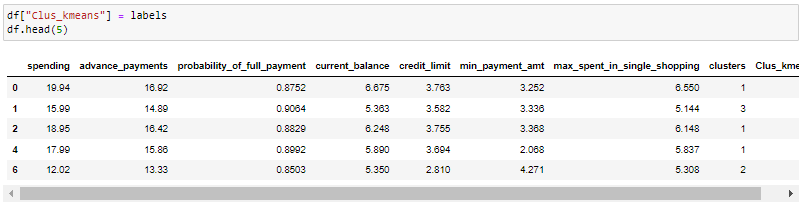 df["Clus_kmeans"] = labels
df.head(5)
spending advance_payments probability_of_full_payment current_balance credit_limit min_payment_amt max_spent_in_single_shopping clusters Clus_kme
0 19.94 16.92 0.8752 6.675 3.763 3.252 6.550 1
1 15.99 14.89 0.9064 5.363 3.582 3.336 5.144 3
2 18.95 16.42 0.8829 6.248 3.755 3.368 6.148 1
4 17.99 15.86 0.8992 5.890 3.694 2.068 5.837 1
6 12.02 13.33 0.8503 5.350 2.810 4.271 5.308 2